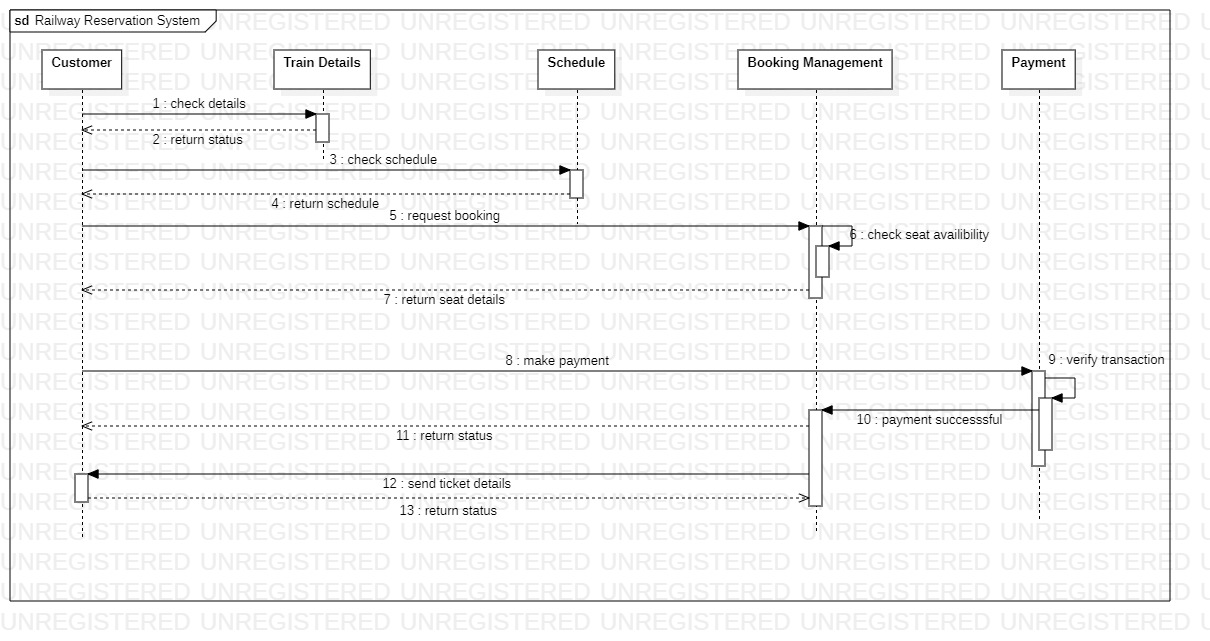 sd Railway Reservation System
Customer
Train Details
Schedule
Booking Management
Payment
1 : check details
2 : return status
3 : check schedule
4 : return schedule
5 : request booking
6 : check seat availibility
7 : return seat details
8 : make payment
9 : verify transaction
10 : payment successsful
11 : return status
12 : send ticket details
13 : return status
UNREGISTERED UNREGISTERED UNREGISTERED UNREGISTERED UNREGISTERED UNREGISTERED